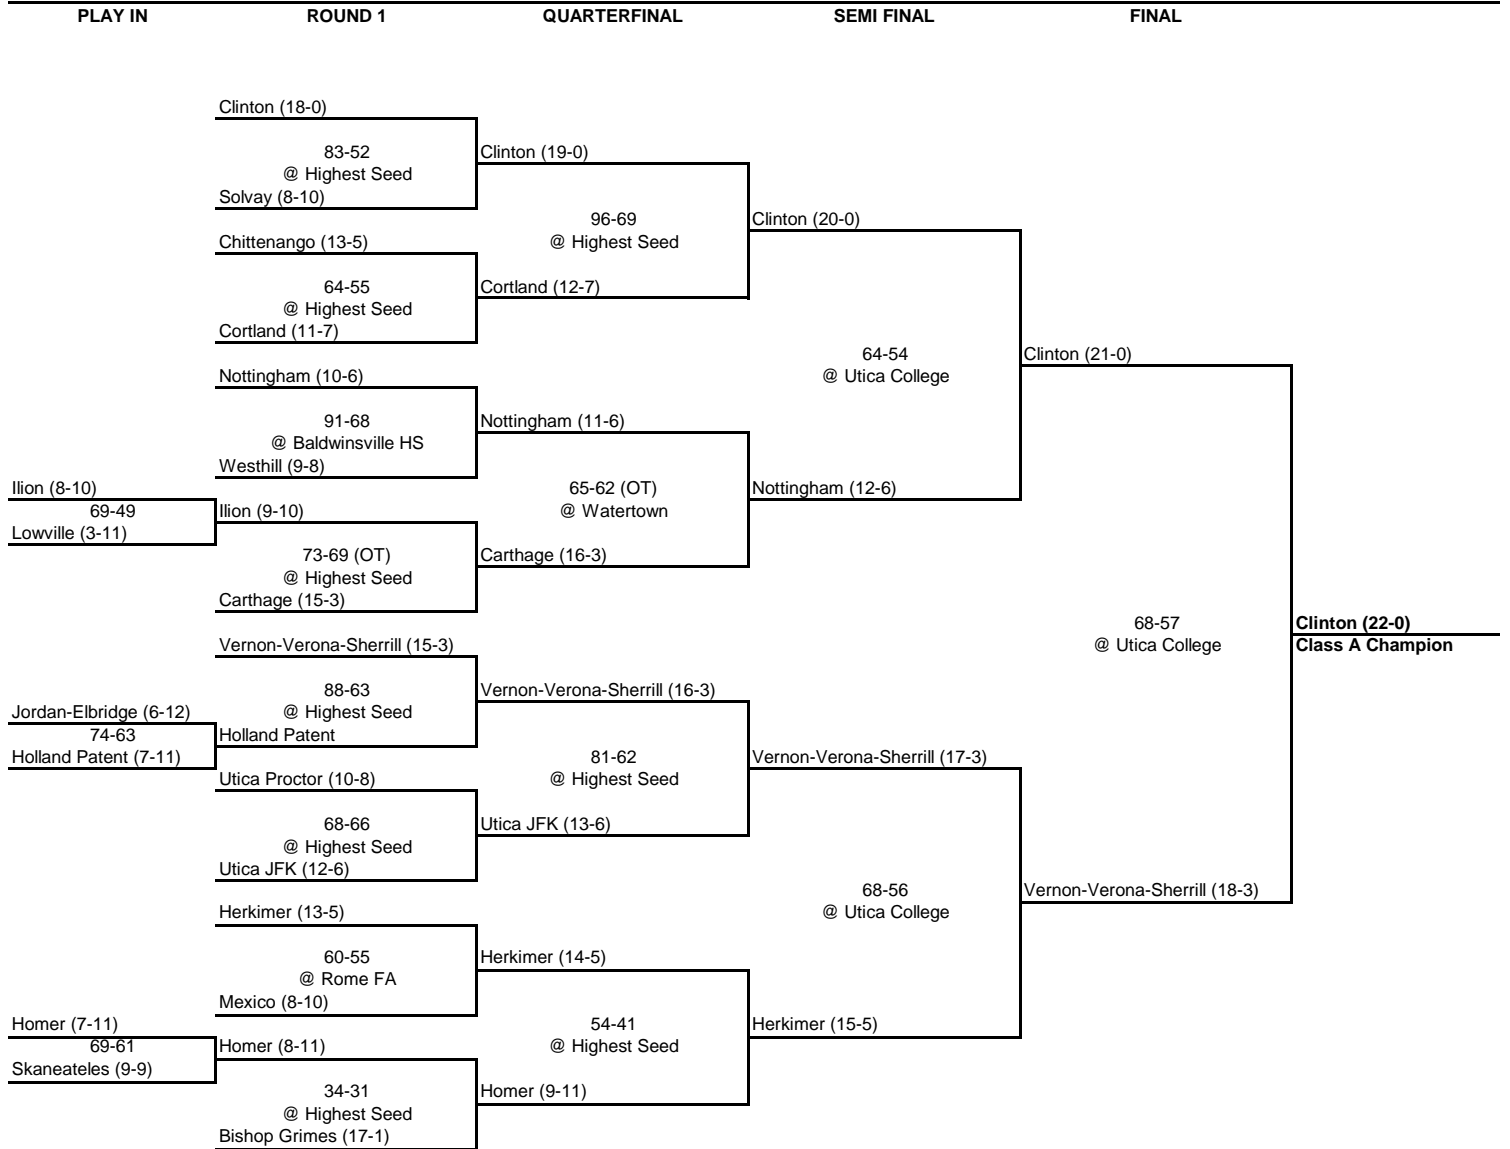 PLAY IN ROUND 1 QUARTERFINAL SEMI FINAL FINAL
Clinton (18-0)
83-52
@ Highest Seed
Clinton (19-0)
Solvay (8-10)
96-69
@ Highest Seed
Clinton (20-0)
Chittenango (13-5)
64-55
@ Highest Seed
Cortland (12-7)
Cortland (11-7)
64-54
@ Utica College
Clinton (21-0)
Nottingham (10-6)
91-68
@ Baldwinsville HS
Nottingham (11-6)
Westhill (9-8)
Ilion (8-10)
69-49
Lowville (3-11)
Ilion (9-10)
65-62 (OT)
@ Watertown
Nottingham (12-6)
73-69 (OT)
@ Highest Seed
Carthage (16-3)
Carthage (15-3)
68-57
@ Utica College
Clinton (22-0)
Class A Champion
Vernon-Verona-Sherrill (15-3)
88-63
@ Highest Seed
Vernon-Verona-Sherrill (16-3)
Jordan-Elbridge (6-12)
74-63
Holland Patent (7-11)
Holland Patent
81-62
@ Highest Seed
Vernon-Verona-Sherrill (17-3)
Utica Proctor (10-8)
68-66
@ Highest Seed
Utica JFK (13-6)
Utica JFK (12-6)
68-56
@ Utica College
Vernon-Verona-Sherrill (18-3)
Herkimer (13-5)
60-55
@ Rome FA
Herkimer (14-5)
Mexico (8-10)
Homer (7-11)
69-61
Skaneateles (9-9)
Homer (8-11)
54-41
@ Highest Seed
Herkimer (15-5)
34-31
@ Highest Seed
Homer (9-11)
Bishop Grimes (17-1)